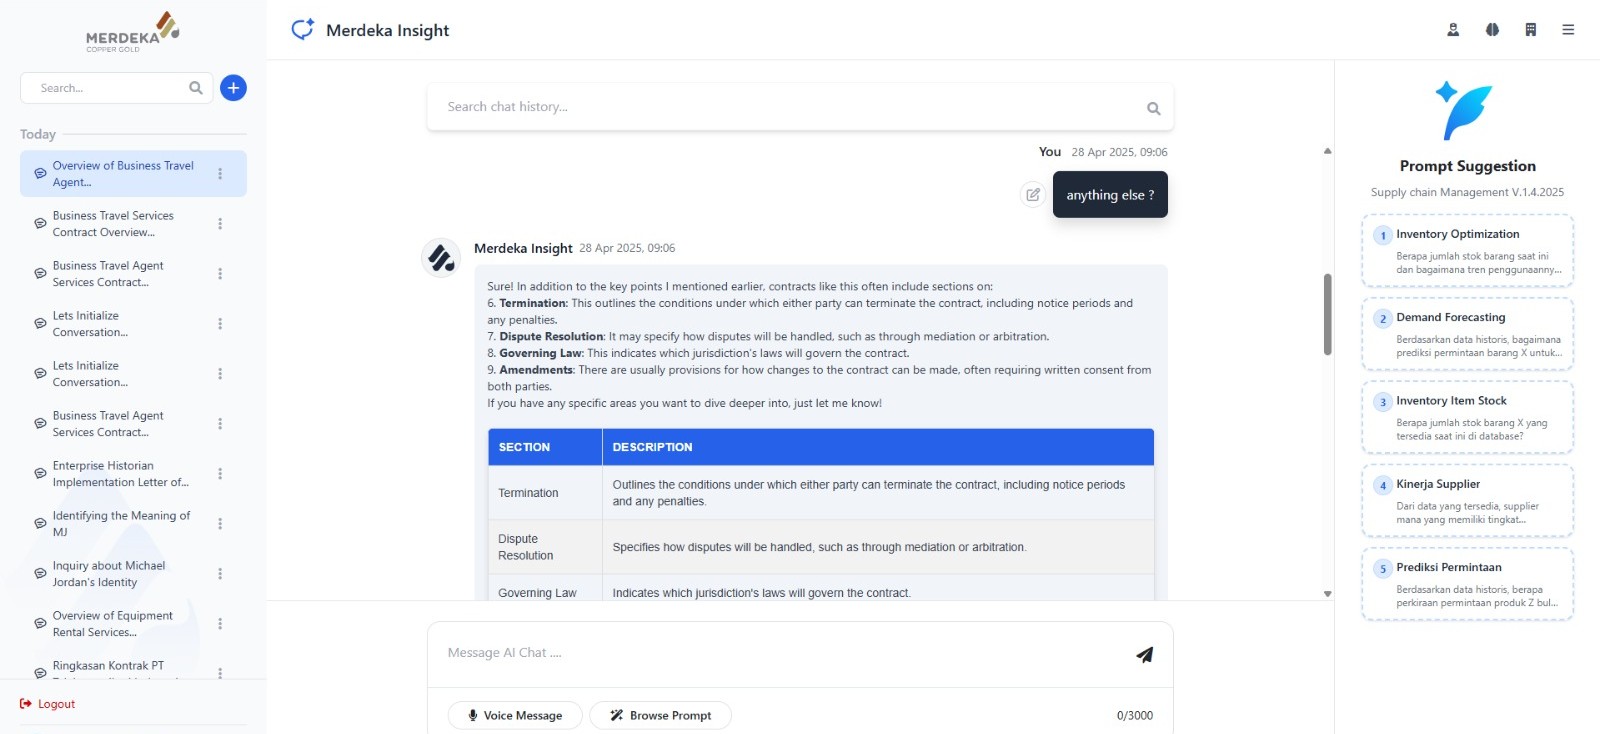 MERDEKA
COPPER GOLD
Search...
Today
Overview of Business Travel
Agent...
Business Travel Services
Contract Overview...
Business Travel Agent
Services Contract...
Lets Initialize
Conversation...
Lets Initialize
Conversation...
Business Travel Agent
Services Contract...
Enterprise Historian
Implementation Letter of...
Identifying the Meaning of
MJ
Inquiry about Michael
Jordan's Identity
Overview of Equipment
Rental Services...
Ringkasan Kontrak PT
Logout
Merdeka Insight
Search chat history...
You 28 Apr 2025, 09:06
anything else ?
Merdeka Insight 28 Apr 2025, 09:06
Sure! In addition to the key points I mentioned earlier, contracts like this often include sections on:
6. Termination: This outlines the conditions under which either party can terminate the contract, including notice periods and
any penalties.
7. Dispute Resolution: It may specify how disputes will be handled, such as through mediation or arbitration.
8. Governing Law: This indicates which jurisdiction's laws will govern the contract.
9. Amendments: There are usually provisions for how changes to the contract can be made, often requiring written consent from
both parties.
If you have any specific areas you want to dive deeper into, just let me know!
SECTION DESCRIPTION
Termination
Outlines the conditions under which either party can terminate the contract, including notice periods
and any penalties.
Dispute
Resolution
Specifies how disputes will be handled, such as through mediation or arbitration.
Governing Law Indicates which jurisdiction's laws will govern the contract.
Message AI Chat ....
Voice Message
Browse Prompt
0/3000
Prompt Suggestion
Supply chain Management V.1.4.2025
1 Inventory Optimization
Berapa jumlah stok barang saat ini
dan bagaimana tren penggunaanny...
2 Demand Forecasting
Berdasarkan data historis, bagaimana
prediksi permintaan barang X untuk...
3 Inventory Item Stock
Berapa jumlah stok barang X yang
tersedia saat ini di database?
4 Kinerja Supplier
Dari data yang tersedia, supplier
mana yang memiliki tingkat...
5 Prediksi Permintaan
Berdasarkan data historis, berapa
perkiraan permintaan produk Z bul...